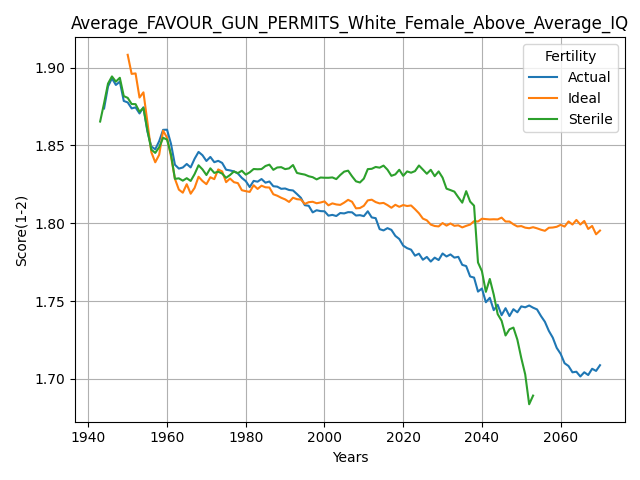 Average_FAVOUR_GUN_PERMITS_White_Female_Above_Average_IQ
Fertility
Actual
Ideal
Sterile
Score(1-2)
1.90
1.85
1.80
1.75
1.70
1940 1960 1980 2000 2020 2040 2060
Years